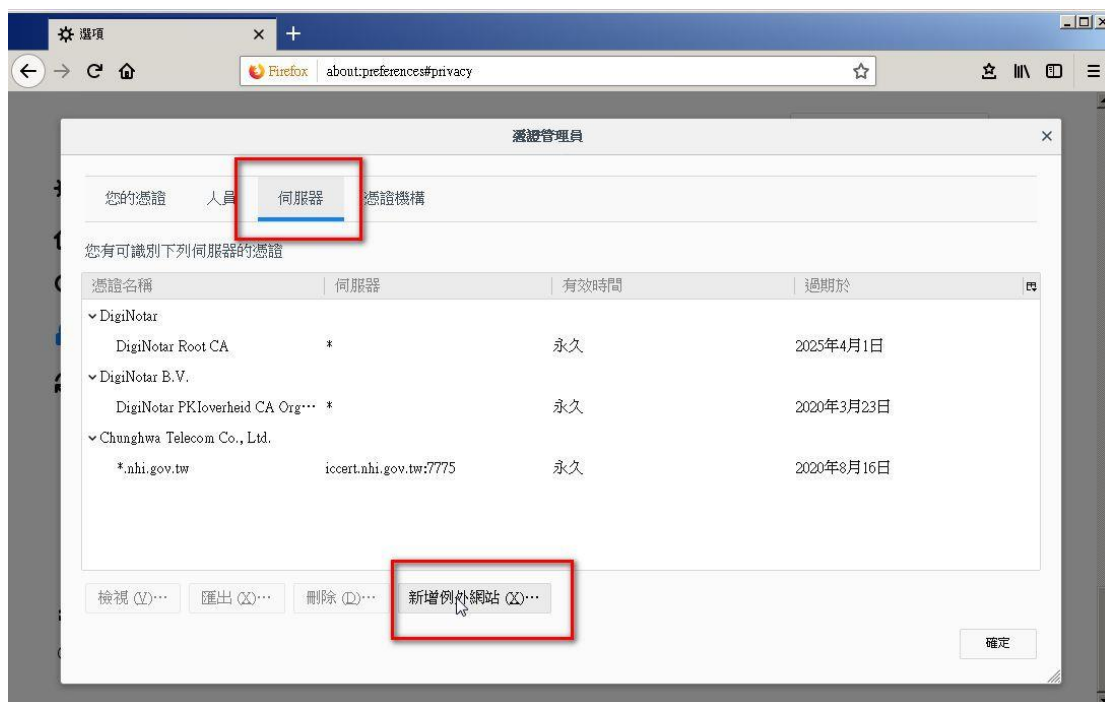 選項
Firefox about:preferences#privacy
憑證管理員
您的憑證 人員 伺服器 憑證機構
您有可識別下列伺服器的憑證
憑證名稱 伺服器 有效時間 過期於
DigiNotar
DigiNotar Root CA * 永久 2025年4月1日
DigiNotar B.V.
DigiNotar PKIoverheid CA Org… * 永久 2020年3月23日
Chunghwa Telecom Co., Ltd.
*.nhi.gov.tw iccert.nhi.gov.tw:7775 永久 2020年8月16日
檢視 (V)… 匯出 (X)… 刪除 (D)… 新增例外網站 (X)…
確定